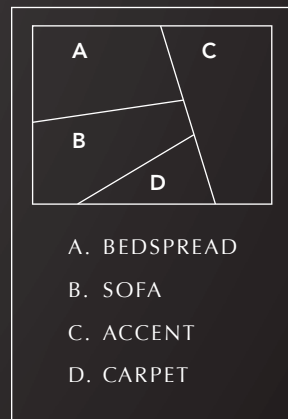 A C
B
D
A. BEDSPREAD
B. SOFA
C. ACCENT
D. CARPET